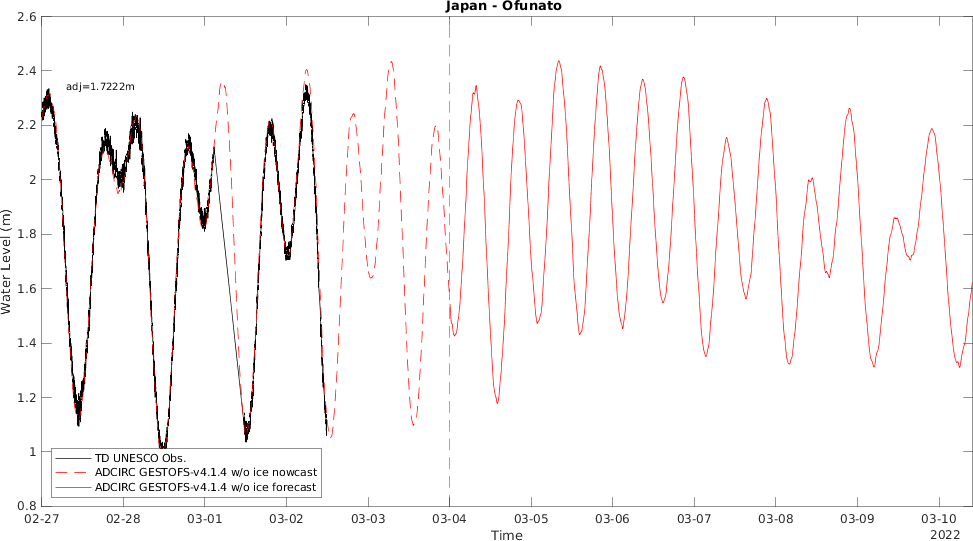 Japan - Ofunato
2.6
2.4
2.2
2
1.8
1.6
1.4
1.2
1
0.8
Water Level (m)
adj=1.7222m
TD UNESCO Obs.
ADCIRC GESTOFS-v4.1.4 w/o ice nowcast
ADCIRC GESTOFS-v4.1.4 w/o ice forecast
02-27 02-28 03-01 03-02 03-03 03-04 03-05 03-06 03-07 03-08 03-09 03-10
2022
Time